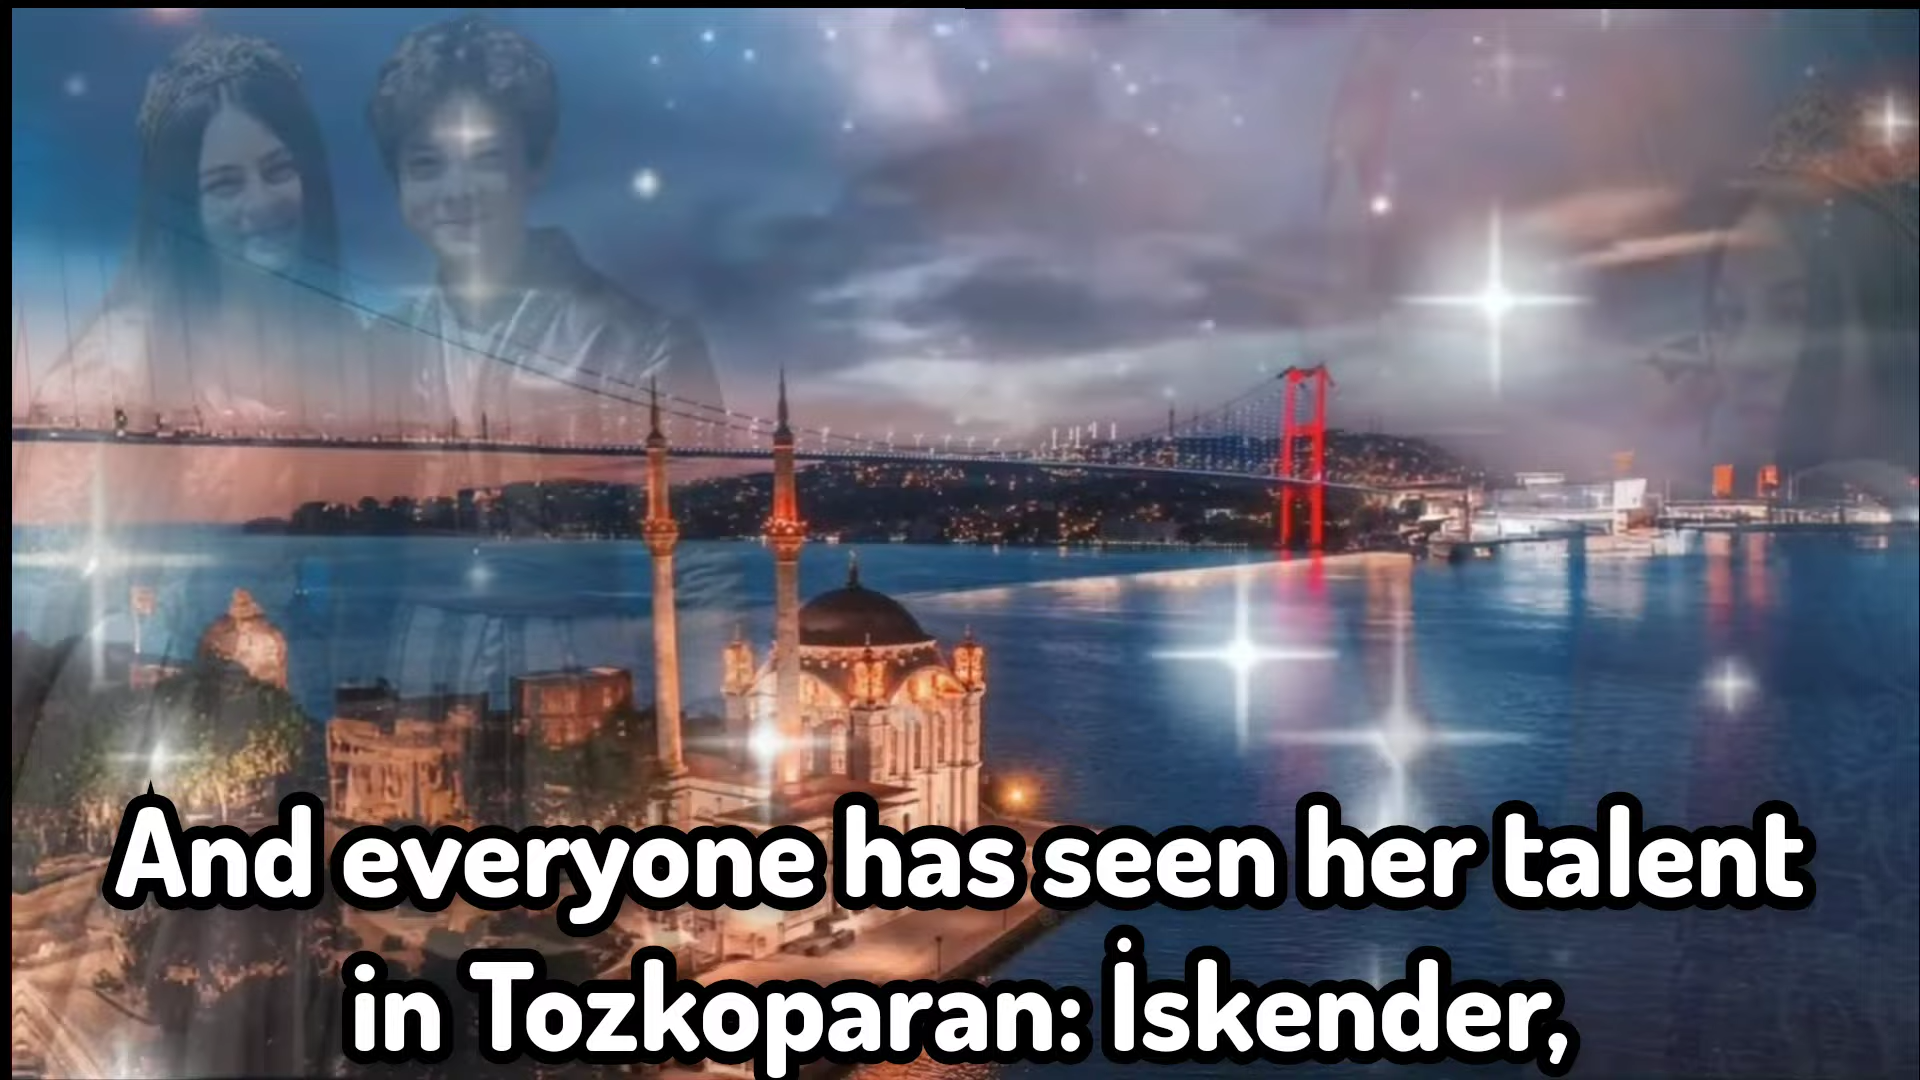 And everyone has seen her talent
in Tozkoparan: İskender,